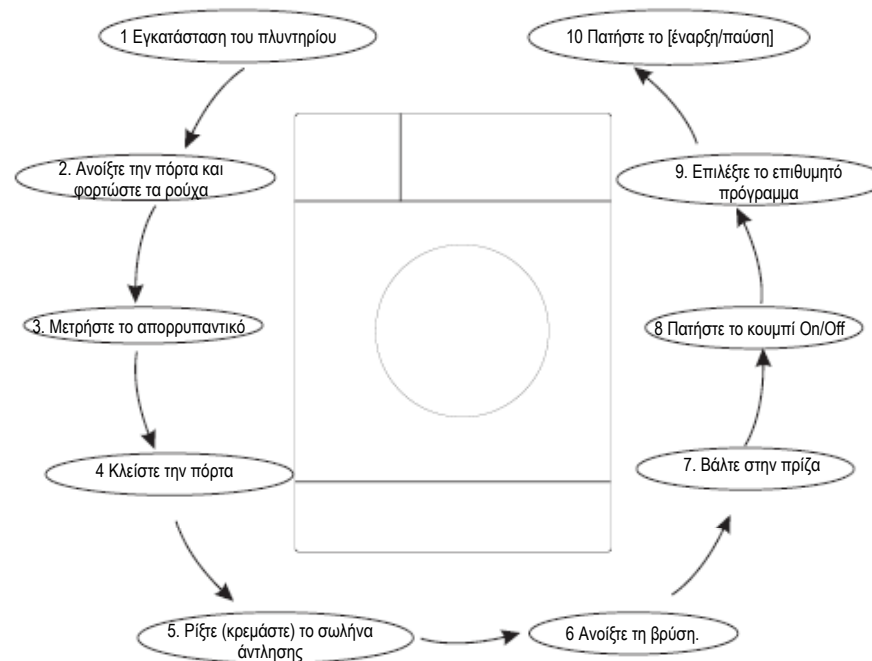 1 Εγκατάσταση του πλυντηρίου
2. Ανοίξτε την πόρτα και
φορτώστε τα ρούχα
3. Μετρήστε το απορρυπαντικό
4 Κλείστε την πόρτα
5. Ρίξτε (κρεμάστε) το σωλήνα
άντλησης
6 Ανοίξτε τη βρύση.
7. Βάλτε στην πρίζα
8 Πατήστε το κουμπί On/Off
9. Επιλέξτε το επιθυμητό
πρόγραμμα
10 Πατήστε το [έναρξη/παύση]